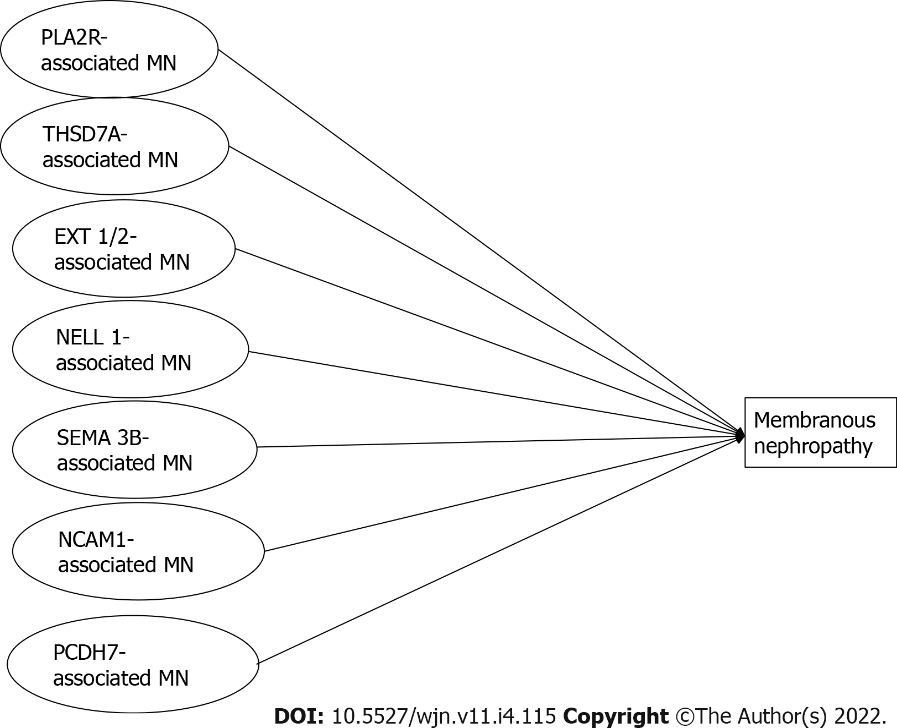 PLA2R-
associated MN
THSD7A-
associated MN
EXT 1/2-
associated MN
NELL 1-
associated MN
SEMA 3B-
associated MN
NCAM1-
associated MN
PCDH7-
associated MN
Membranous
nephropathy
DOI: 10.5527/wjn.v11.i4.115 Copyright ©The Author(s) 2022.